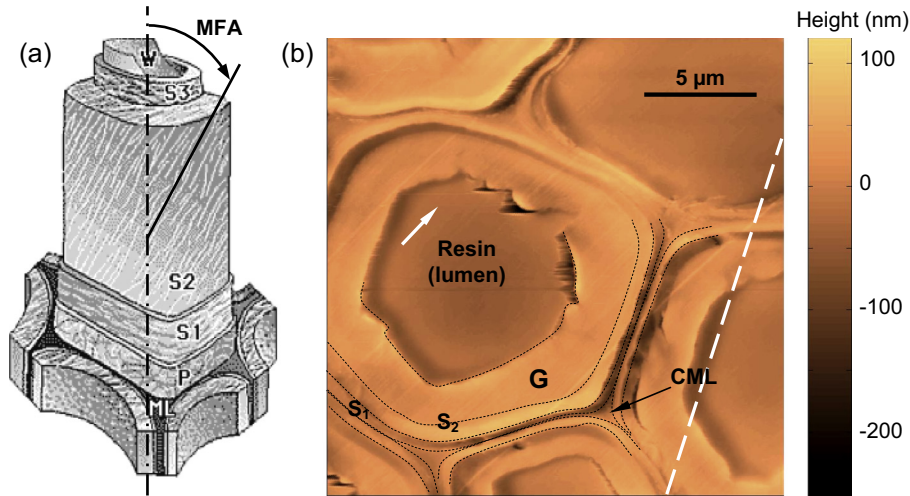 (a)
MFA
W
S3
S2
S1
P
ML
(b)
5 µm
Resin
(lumen)
G
CML
S1
S2
Height (nm)
100
0
-100
-200